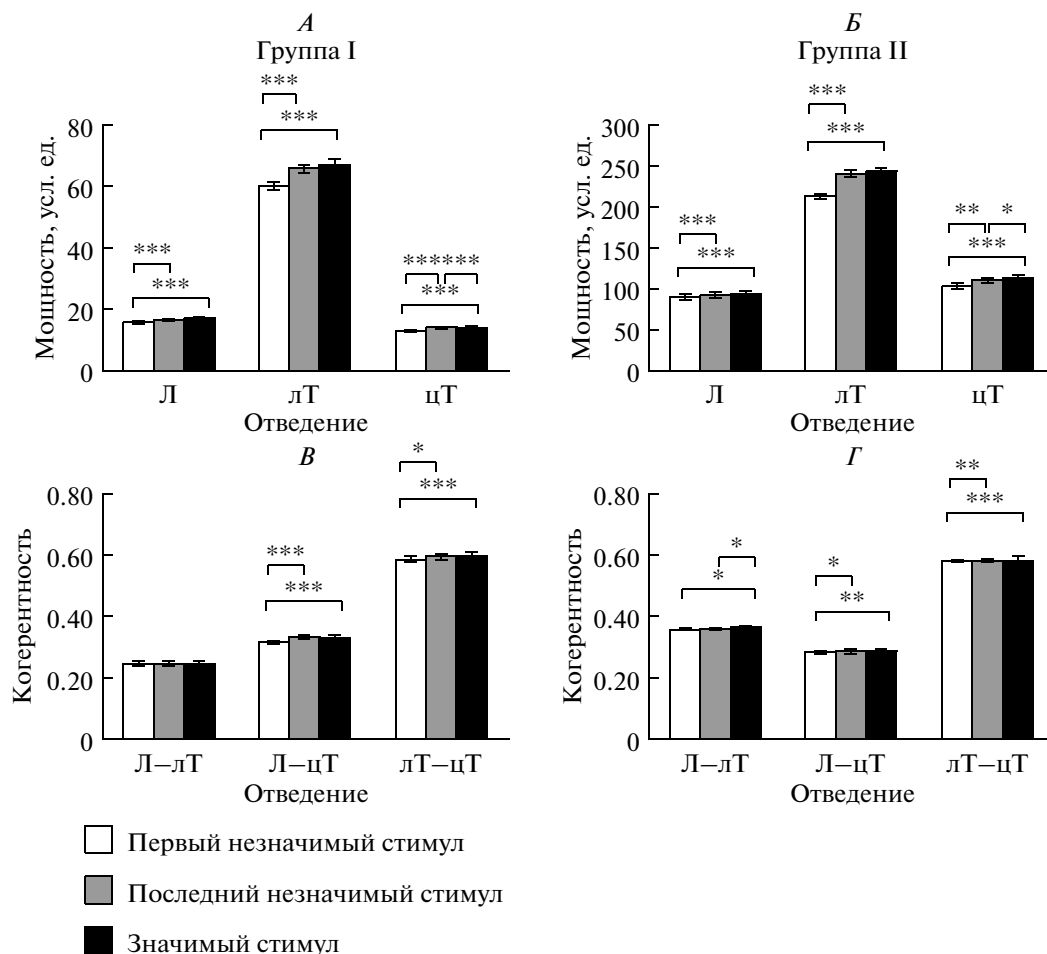 А
Группа I
***
***
Мощность, усл. ед.
80
60
40
20
0
***
***
******
***
Л
лТ
цТ
Отведение
Б
Группа II
***
***
Мощность, усл. ед.
300
250
200
150
100
50
0
***
***
** *
***
Л
лТ
цТ
Отведение
В
*
***
Когерентность
0.80
0.60
0.40
0.20
0
***
***
Л–лТ
Л–цТ
лТ–цТ
Отведение
Г
**
***
Когерентность
0.80
0.60
0.40
0.20
0
*
*
*
**
Л–лТ
Л–цТ
лТ–цТ
Отведение
Первый незначимый стимул
Последний незначимый стимул
Значимый стимул